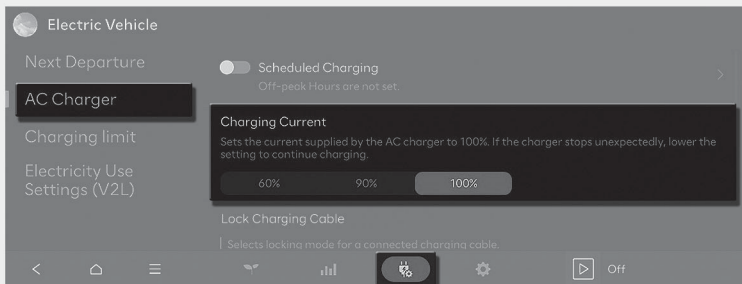 Electric Vehicle
Next Departure
AC Charger
Charging limit
Electricity Use
Settings (V2L)
Scheduled Charging
Off-peak Hours are not set.
Charging Current
Sets the current supplied by the AC charger to 100%. If the charger stops unexpectedly, lower the
setting to continue charging.
60% 90% 100%
Lock Charging Cable
Selects locking mode for a connected charging cable.
Off